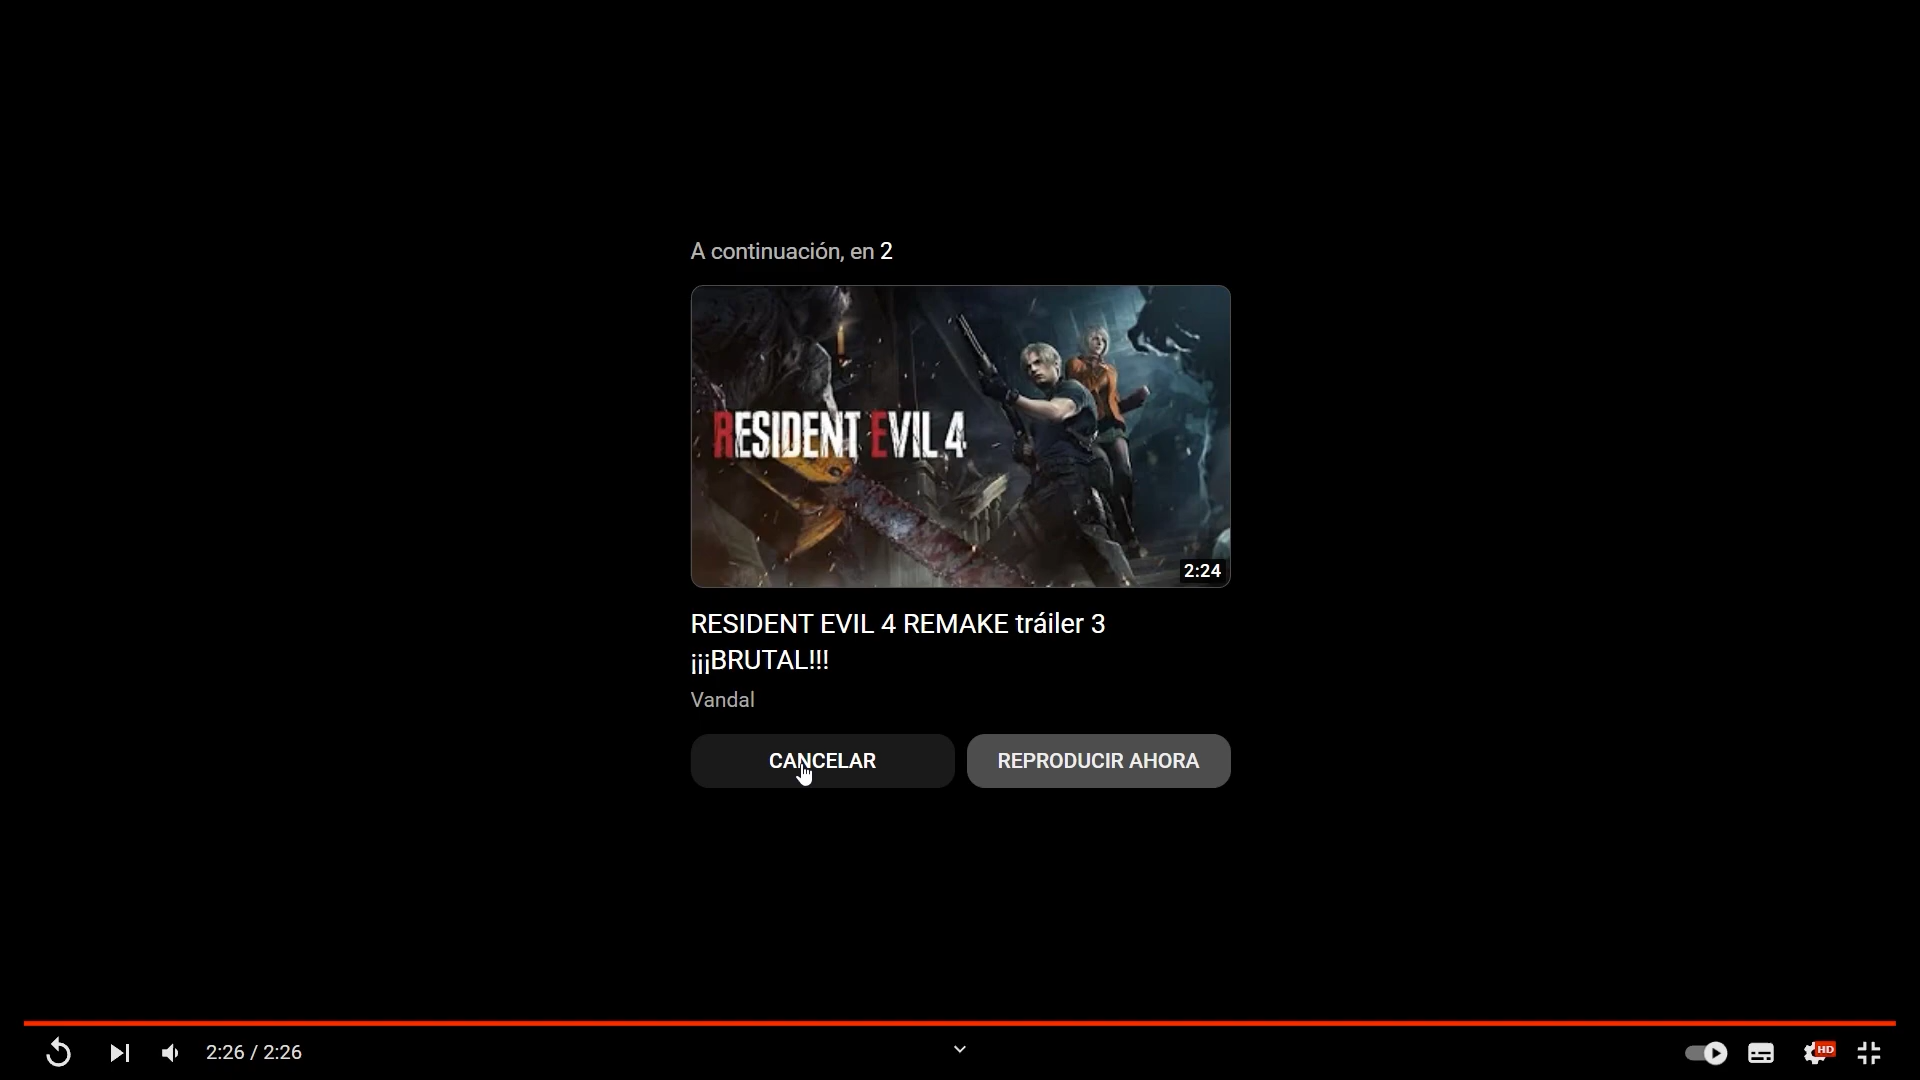 A continuación, en 2
RESIDENT EVIL 4
2:24
RESIDENT EVIL 4 REMAKE tráiler 3
¡¡¡BRUTAL!!!
Vandal
CANCELAR
REPRODUCIR AHORA
2:26 / 2:26
HD